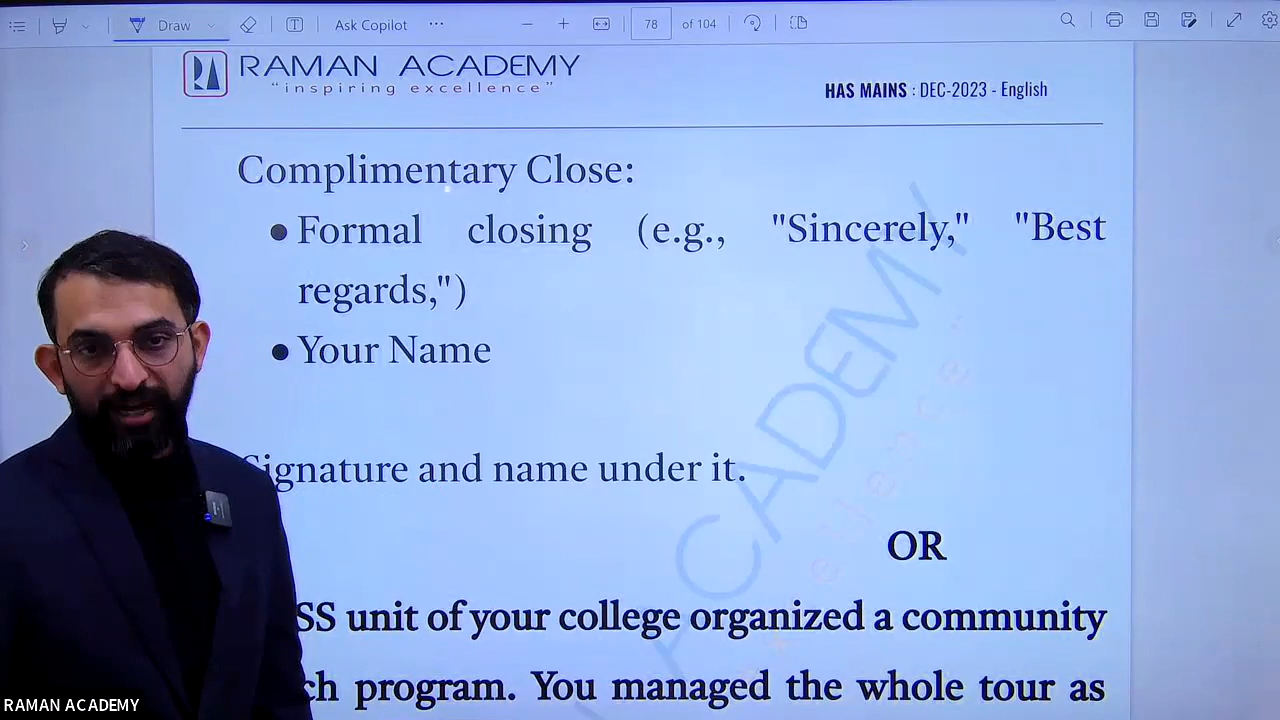 Draw
Ask Copilot
78 of 104
RAMAN ACADEMY
"inspiring excellence"
HAS MAINS : DEC-2023 - English
Complimentary Close:
Formal closing (e.g., "Sincerely," "Best
regards,")
Your Name
Signature and name under it.
OR
SS unit of your college organized a community
ch program. You managed the whole tour as
ACADEMY
RAMAN ACADEMY